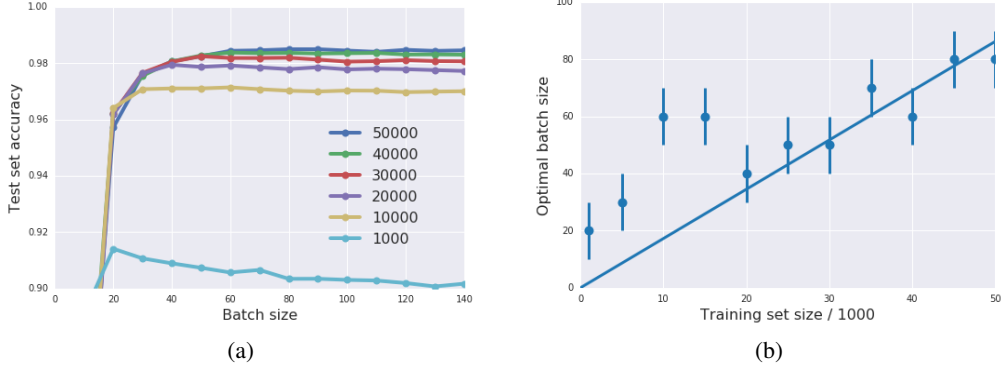 1.00
0.98
0.96
0.94
0.92
0.90
Test set accuracy
50000
40000
30000
20000
10000
1000
0 20 40 60 80 100 120 140
Batch size
(a)
100
80
60
40
20
0
Optimal batch size
0 10 20 30 40 50
Training set size / 1000
(b)